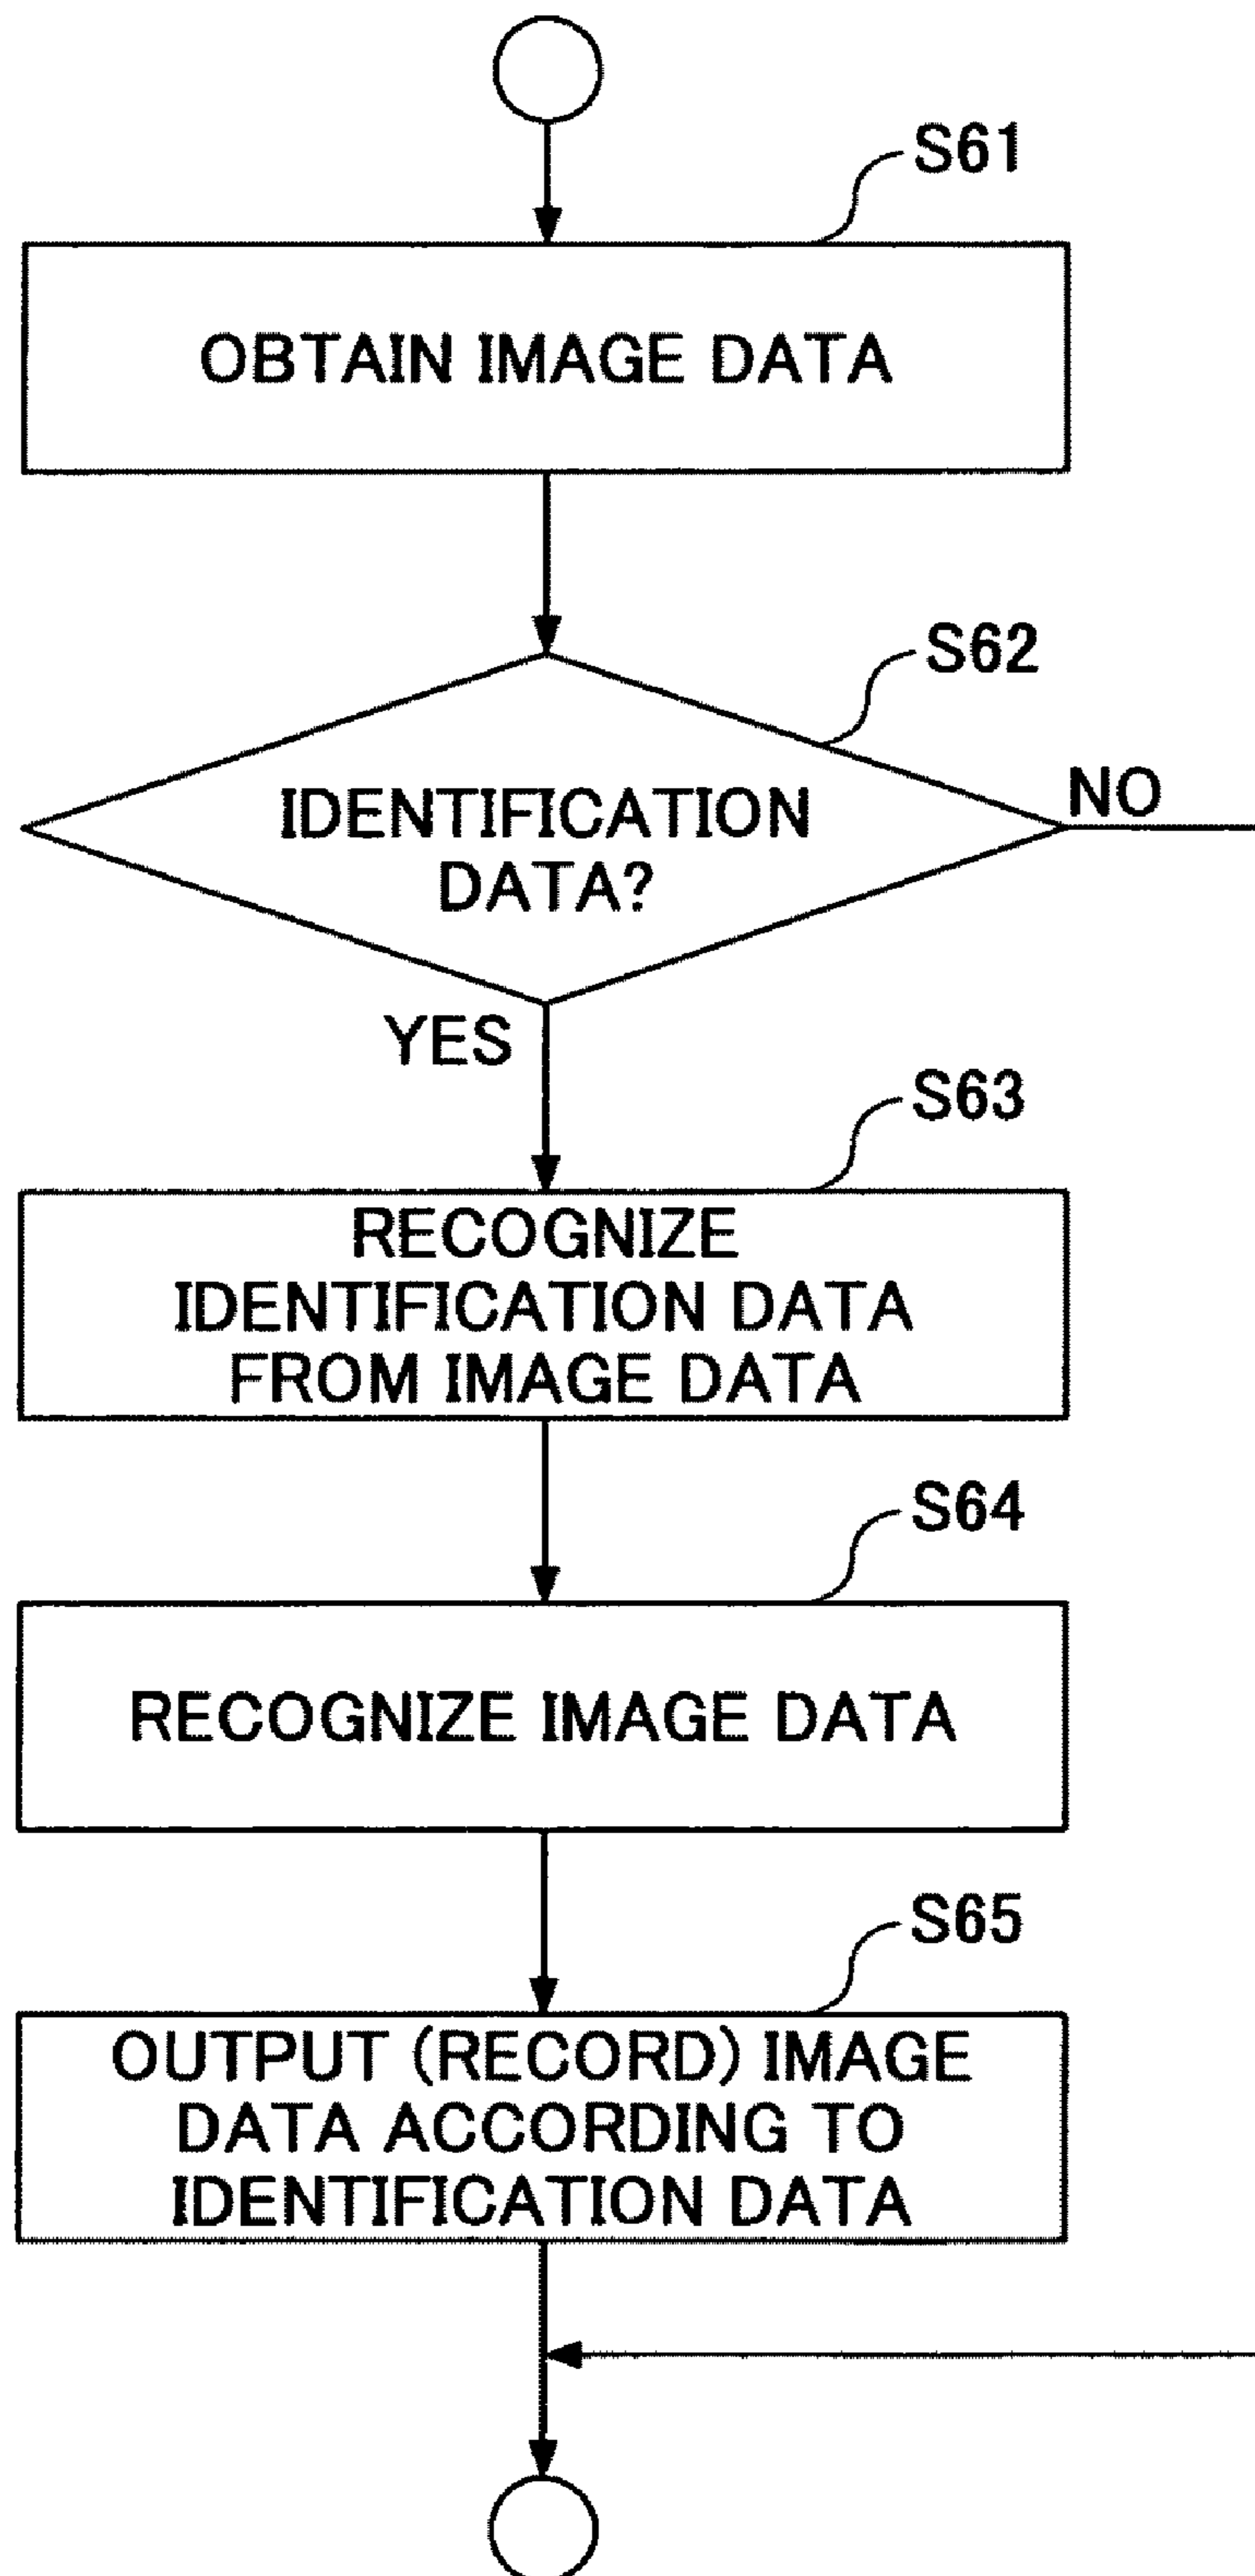 S61
OBTAIN IMAGE DATA
S62
IDENTIFICATION
DATA?
NO
YES
S63
RECOGNIZE
IDENTIFICATION DATA
FROM IMAGE DATA
S64
RECOGNIZE IMAGE DATA
S65
OUTPUT (RECORD) IMAGE
DATA ACCORDING TO
IDENTIFICATION DATA